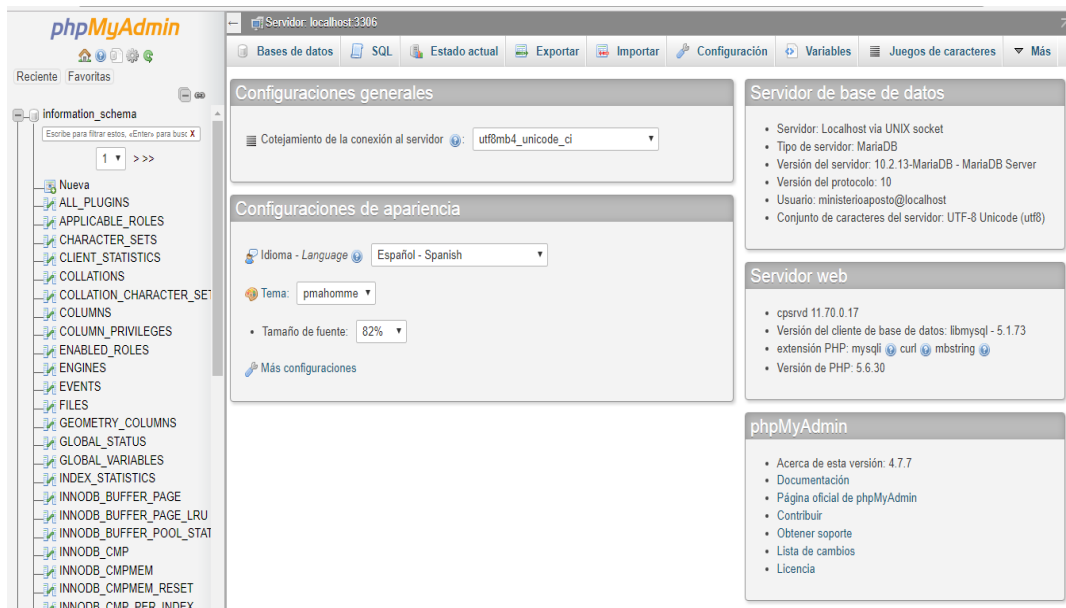 phpMyAdmin
Reciente Favoritas
information_schema
Escribe para filtrar estos, «Enter» para busc X
1 > >>
Nueva
ALL_PLUGINS
APPLICABLE_ROLES
CHARACTER_SETS
CLIENT_STATISTICS
COLLATIONS
COLLATION_CHARACTER_SET
COLUMNS
COLUMN_PRIVILEGES
ENABLED_ROLES
ENGINES
EVENTS
FILES
GEOMETRY_COLUMNS
GLOBAL_STATUS
GLOBAL_VARIABLES
INDEX_STATISTICS
INNODB_BUFFER_PAGE
INNODB_BUFFER_PAGE_LRU
INNODB_BUFFER_POOL_STAT
INNODB_CMP
INNODB_CMPMEM
INNODB_CMPMEM_RESET
INNODB_CMP_PER_INDEX
Servidor: localhost:3306
Bases de datos SQL Estado actual Exportar Importar Configuración Variables Juegos de caracteres Más
Configuraciones generales
Cotejamiento de la conexión al servidor : utf8mb4_unicode_ci
Configuraciones de apariencia
Idioma - Language Español - Spanish
Tema: pmahomme
• Tamaño de fuente: 82%
Más configuraciones
Servidor de base de datos
• Servidor: Localhost via UNIX socket
• Tipo de servidor: MariaDB
• Versión del servidor: 10.2.13-MariaDB - MariaDB Server
• Versión del protocolo: 10
• Usuario: ministerioaposto@localhost
• Conjunto de caracteres del servidor: UTF-8 Unicode (utf8)
Servidor web
• cpsrvd 11.70.0.17
• Versión del cliente de base de datos: libmysql - 5.1.73
• extensión PHP: mysqli curl mbstring
• Versión de PHP: 5.6.30
phpMyAdmin
• Acerca de esta versión: 4.7.7
• Documentación
• Página oficial de phpMyAdmin
• Contribuir
• Obtener soporte
• Lista de cambios
• Licencia